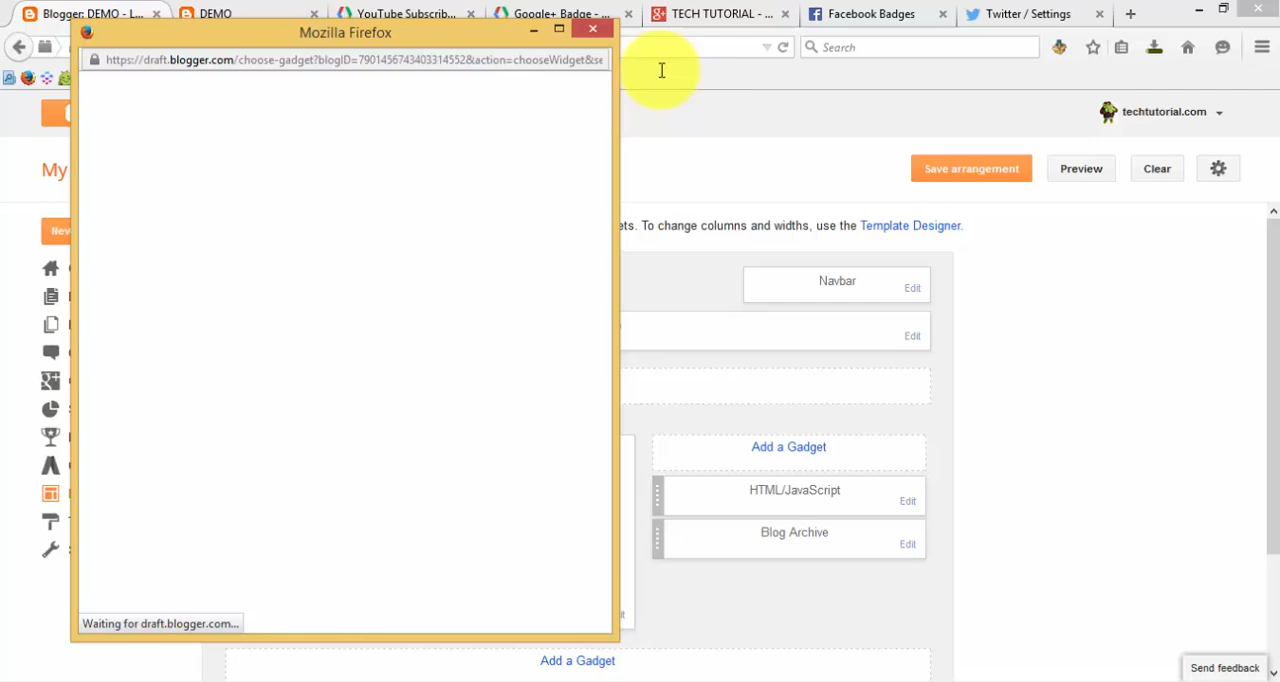 Blogger: DEMO - L...
DEMO
YouTube Subscrib...
Google+ Badge - ...
TECH TUTORIAL - ...
Facebook Badges
Twitter / Settings
Mozilla Firefox
Search
https://draft.blogger.com/choose-gadget?blogID=7901456743403314552&action=chooseWidget&se
techtutorial.com
My
Save arrangement
Preview
Clear
ets. To change columns and widths, use the Template Designer.
New
Navbar
Edit
Edit
Add a Gadget
HTML/JavaScript
Edit
Blog Archive
Edit
Waiting for draft.blogger.com...
Add a Gadget
Send feedback